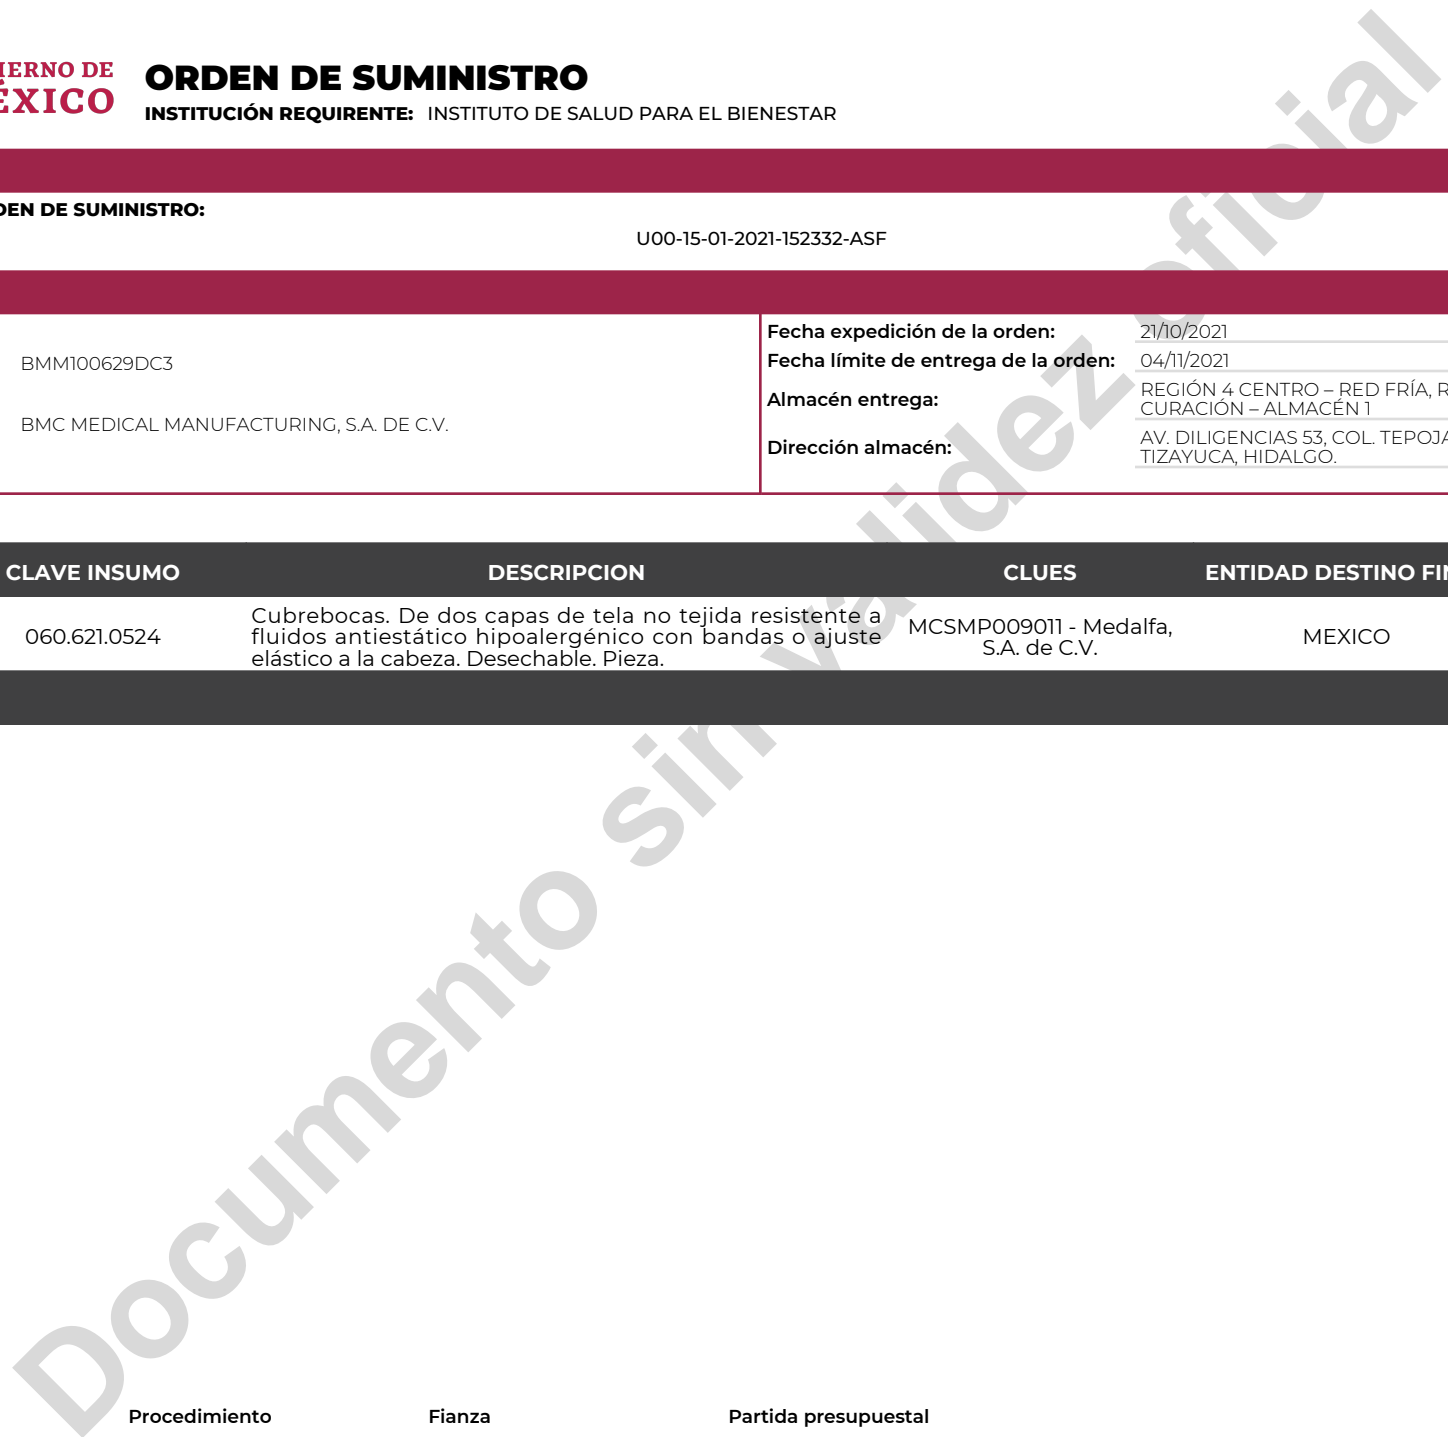 ORDEN DE SUMINISTRO
INSTITUCIÓN REQUIRENTE: INSTITUTO DE SALUD PARA EL BIENESTAR
DE
DE SUMINISTRO:
U00-15-01-2021-152332-ASF
BMM100629DC3
BMC MEDICAL MANUFACTURING, S.A. DE C.V.
Fecha expedición de la orden: 21/10/2021
Fecha límite de entrega de la orden: 04/11/2021
Almacén entrega:
REGIÓN 4 CENTRO – RED FRÍA,
CURACIÓN – ALMACÉN 1
Dirección almacén:
AV. DILIGENCIAS 53, COL.
TIZAYUCA, HIDALGO.
CLAVE INSUMO DESCRIPCION CLUES ENTIDAD DESTINO
060.621.0524
Cubrebocas. De dos capas de tela no tejida resistente a
fluidos antiestático hipoalergénico con bandas o ajuste
elástico a la cabeza. Desechable. Pieza.
MCSMP009011 - Medalfa,
S.A. de C.V.
MEXICO
Documento sin validez oficial
Procedimiento Fianza Partida presupuestal